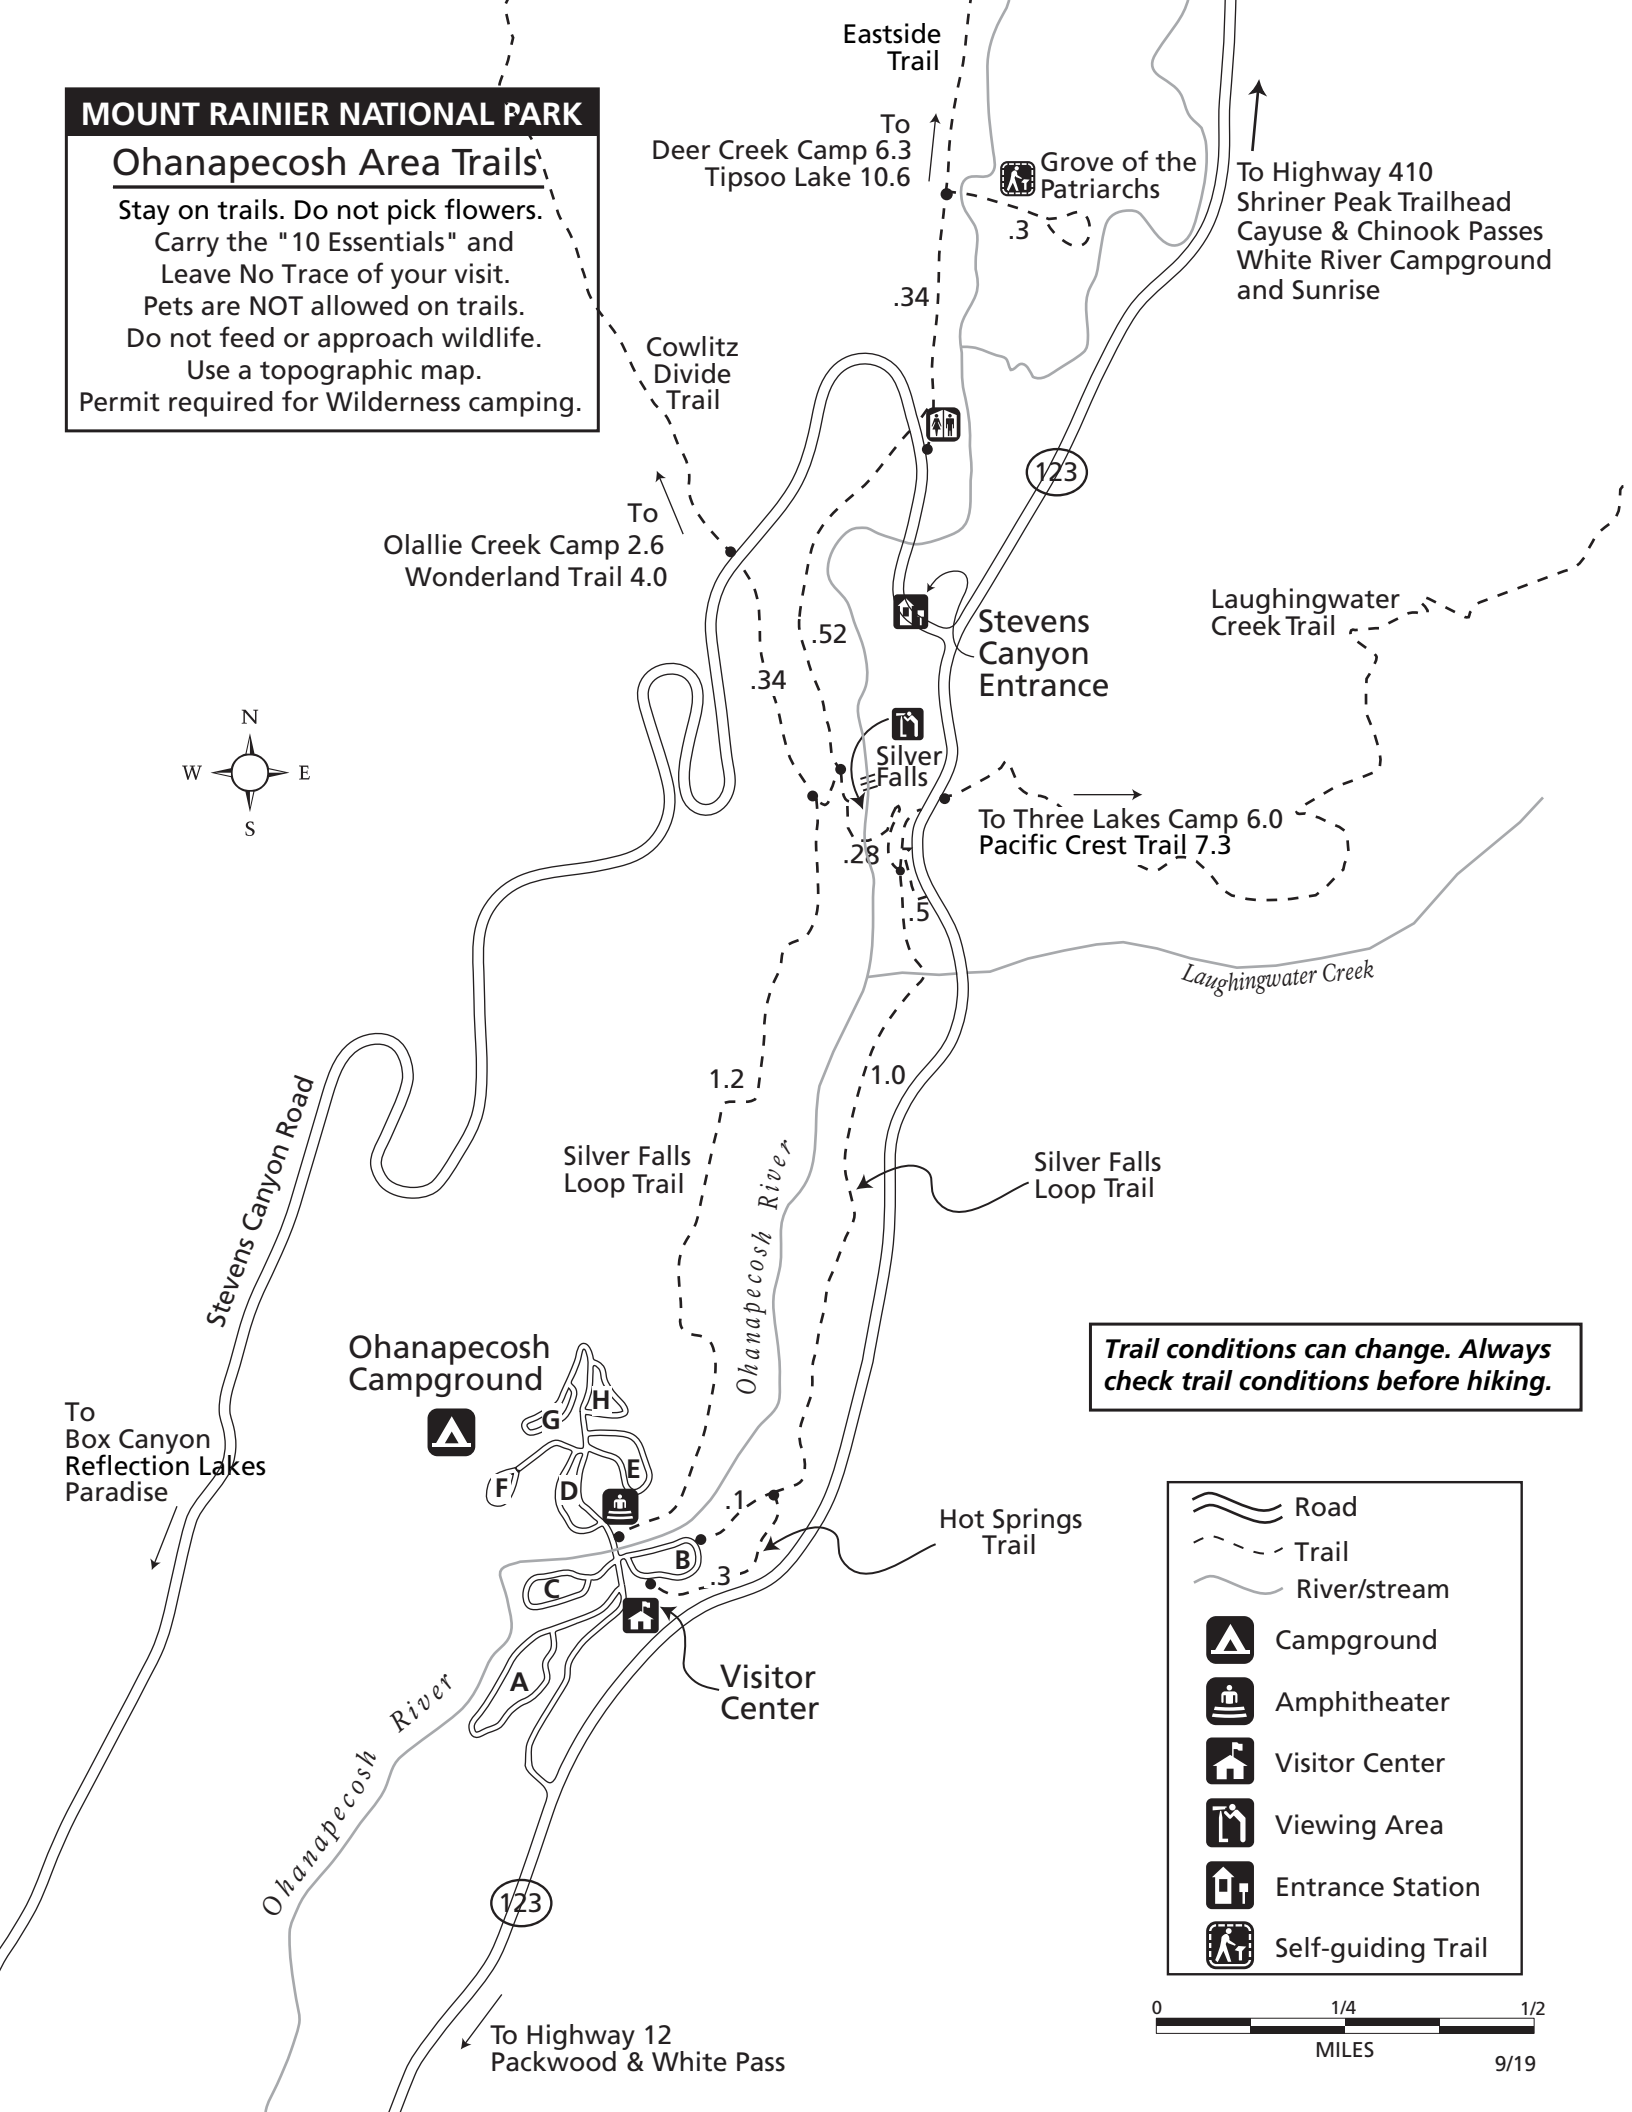 Eastside
Trail
MOUNT RAINIER NATIONAL PARK
Ohanapecosh Area Trails
Stay on trails. Do not pick flowers.
Carry the "10 Essentials" and
Leave No Trace of your visit.
Pets are NOT allowed on trails.
Do not feed or approach wildlife.
Use a topographic map.
Permit required for Wilderness camping.
To
Deer Creek Camp 6.3
Tipsoo Lake 10.6
Grove of the
Patriarchs
.3
To Highway 410
Shriner Peak Trailhead
Cayuse & Chinook Passes
White River Campground
and Sunrise
.34
Cowlitz
Divide
Trail
123
To
Olallie Creek Camp 2.6
Wonderland Trail 4.0
Laughingwater
Creek Trail
.52
Stevens
Canyon
Entrance
.34
N
W
E
S
Silver
Falls
To Three Lakes Camp 6.0
Pacific Crest Trail 7.3
.28
.5
Laughingwater Creek
1.2
1.0
Stevens Canyon Road
Silver Falls
Loop Trail
Ohanapecosh River
Silver Falls
Loop Trail
Trail conditions can change. Always
check trail conditions before hiking.
Ohanapecosh
Campground
H
G
E
F
D
To
Box Canyon
Reflection Lakes
Paradise
.1
Hot Springs
Trail
B
C
.3
A
Visitor
Center
Ohanapecosh River
123
To Highway 12
Packwood & White Pass
Road
Trail
River/stream
Campground
Amphitheater
Visitor Center
Viewing Area
Entrance Station
Self-guiding Trail
0 1/4 1/2
MILES
9/19